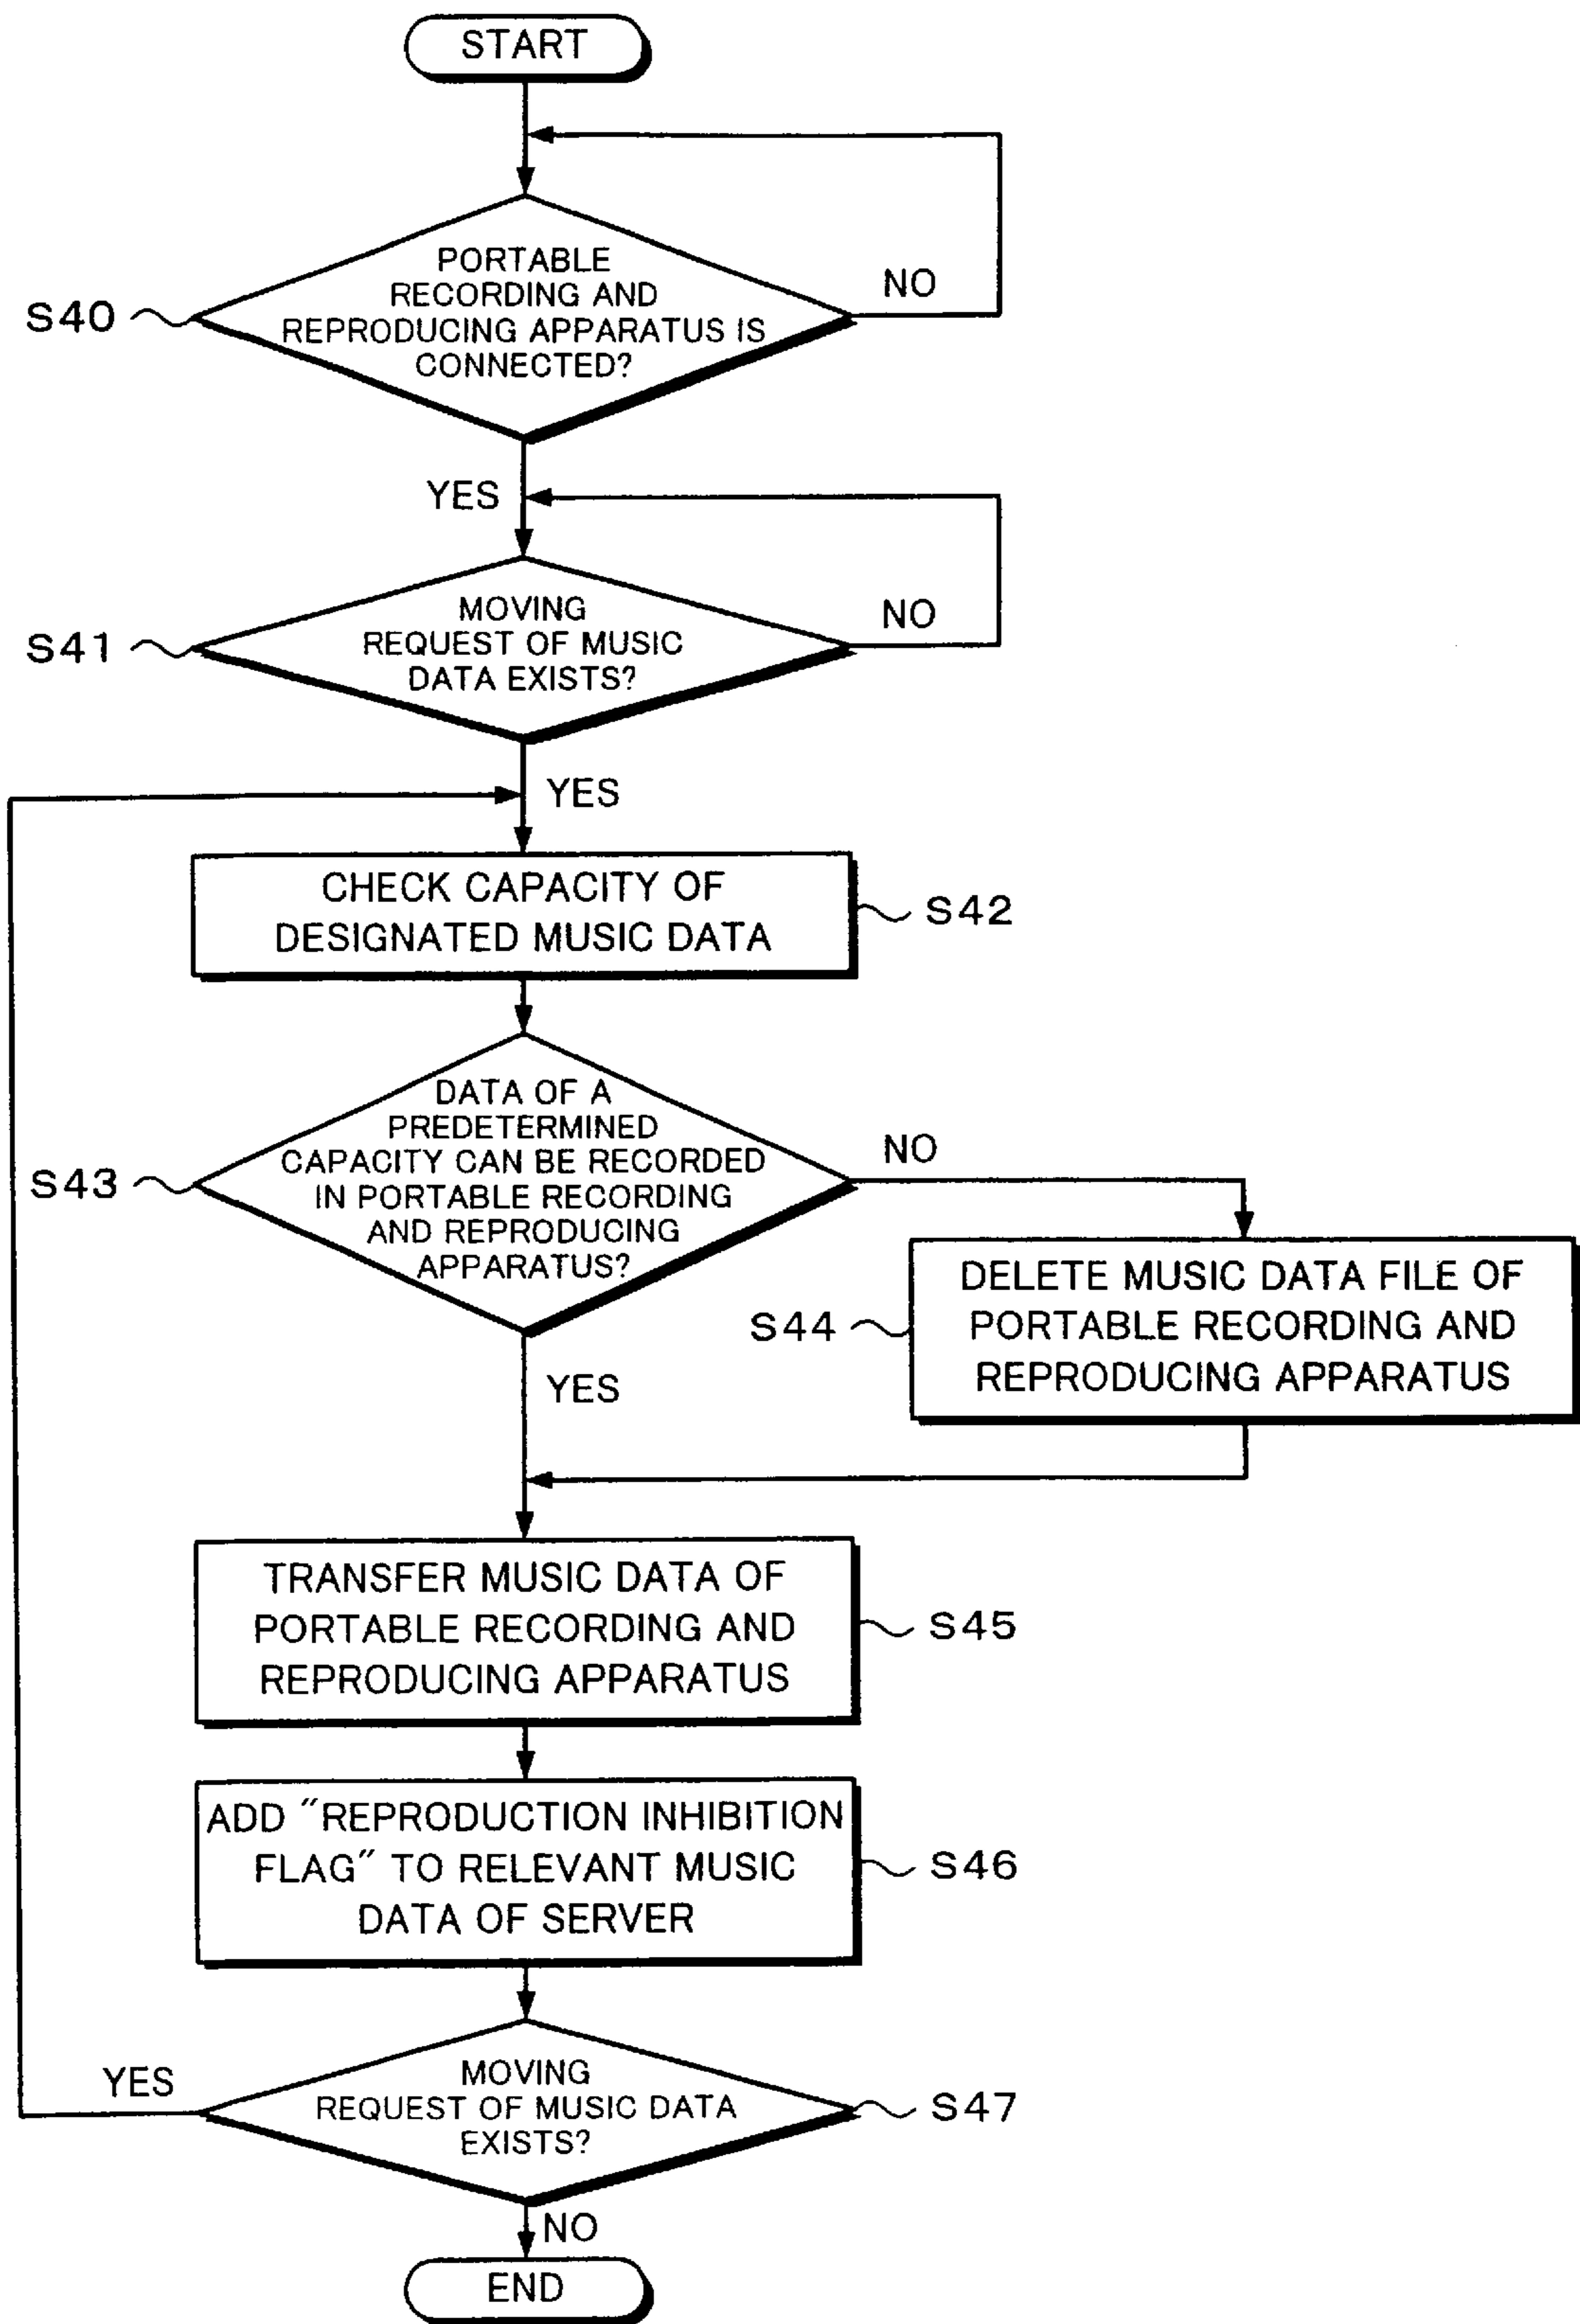 START
PORTABLE
RECORDING AND
REPRODUCING APPARATUS IS
CONNECTED?
S40
NO
YES
MOVING
REQUEST OF MUSIC
DATA EXISTS?
S41
NO
YES
CHECK CAPACITY OF
DESIGNATED MUSIC DATA
S42
DATA OF A
PREDETERMINED
CAPACITY CAN BE RECORDED
IN PORTABLE RECORDING
AND REPRODUCING
APPARATUS?
S43
NO
DELETE MUSIC DATA FILE OF
PORTABLE RECORDING AND
REPRODUCING APPARATUS
S44
YES
TRANSFER MUSIC DATA OF
PORTABLE RECORDING AND
REPRODUCING APPARATUS
S45
ADD "REPRODUCTION INHIBITION
FLAG" TO RELEVANT MUSIC
DATA OF SERVER
S46
YES
MOVING
REQUEST OF MUSIC DATA
EXISTS?
S47
NO
END